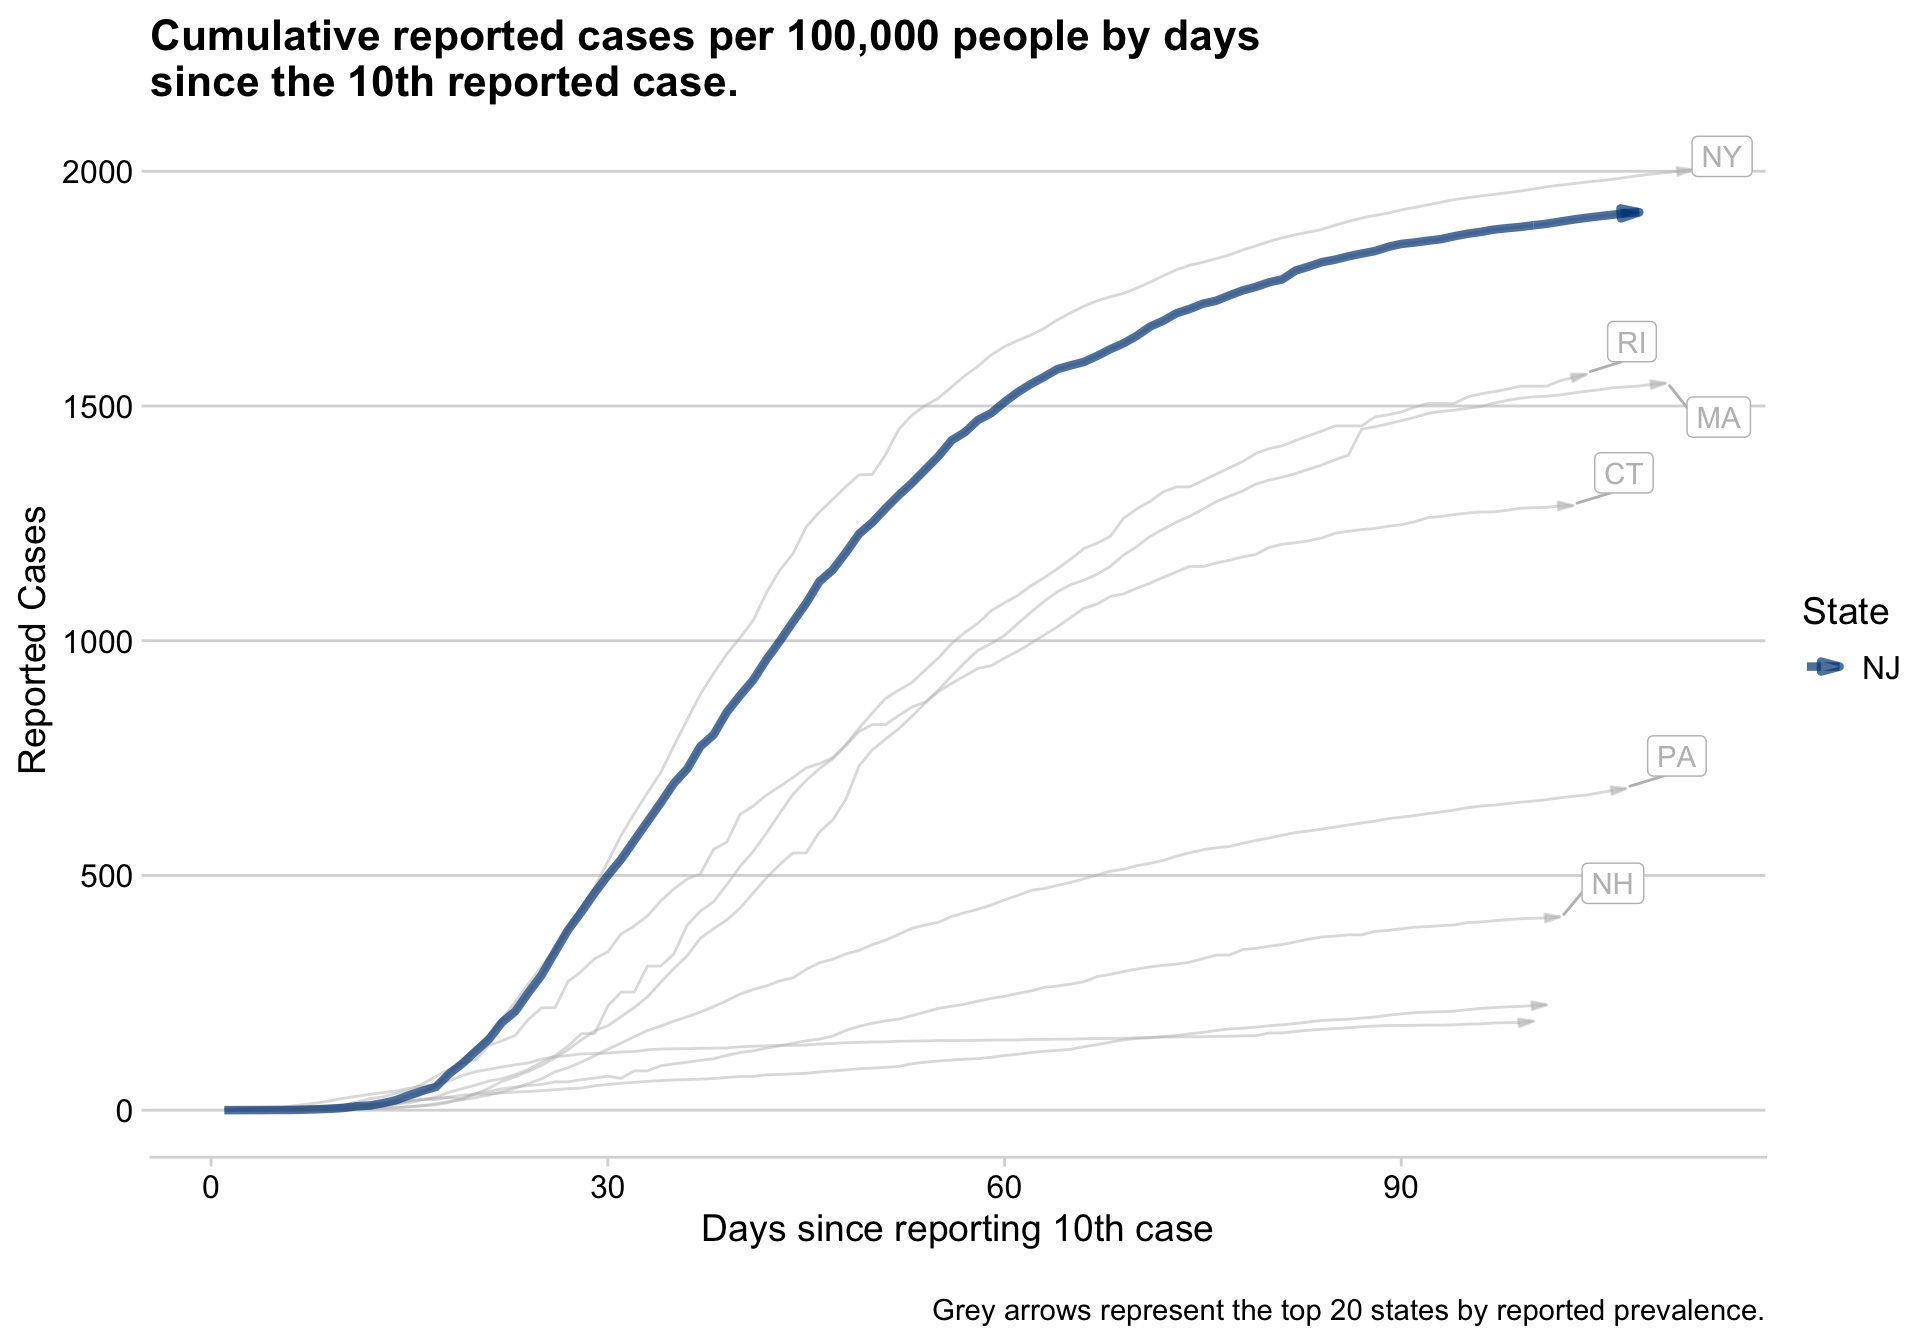 Cumulative reported cases per 100,000 people by days
since the 10th reported case.
2000
1500
1000
500
0
Reported Cases
NY
RI
MA
CT
PA
NH
State
NJ
0
30
60
90
Days since reporting 10th case
Grey arrows represent the top 20 states by reported prevalence.